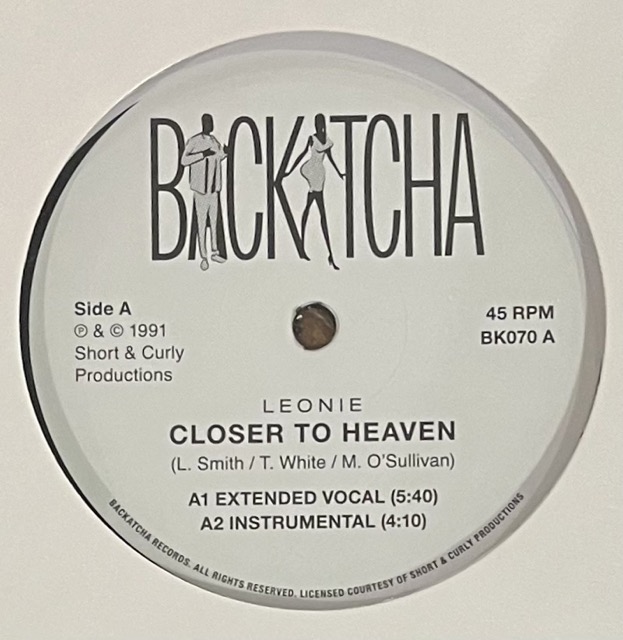 BACKATCHA
Side A
℗ & © 1991
Short & Curly
Productions
45 RPM
BK070 A
LEONIE
CLOSER TO HEAVEN
(L. Smith / T. White / M. O'Sullivan)
A1 EXTENDED VOCAL (5:40)
A2 INSTRUMENTAL (4:10)
BACKATCHA RECORDS. ALL RIGHTS RESERVED. LICENSED COURTESY OF SHORT & CURLY PRODUCTIONS